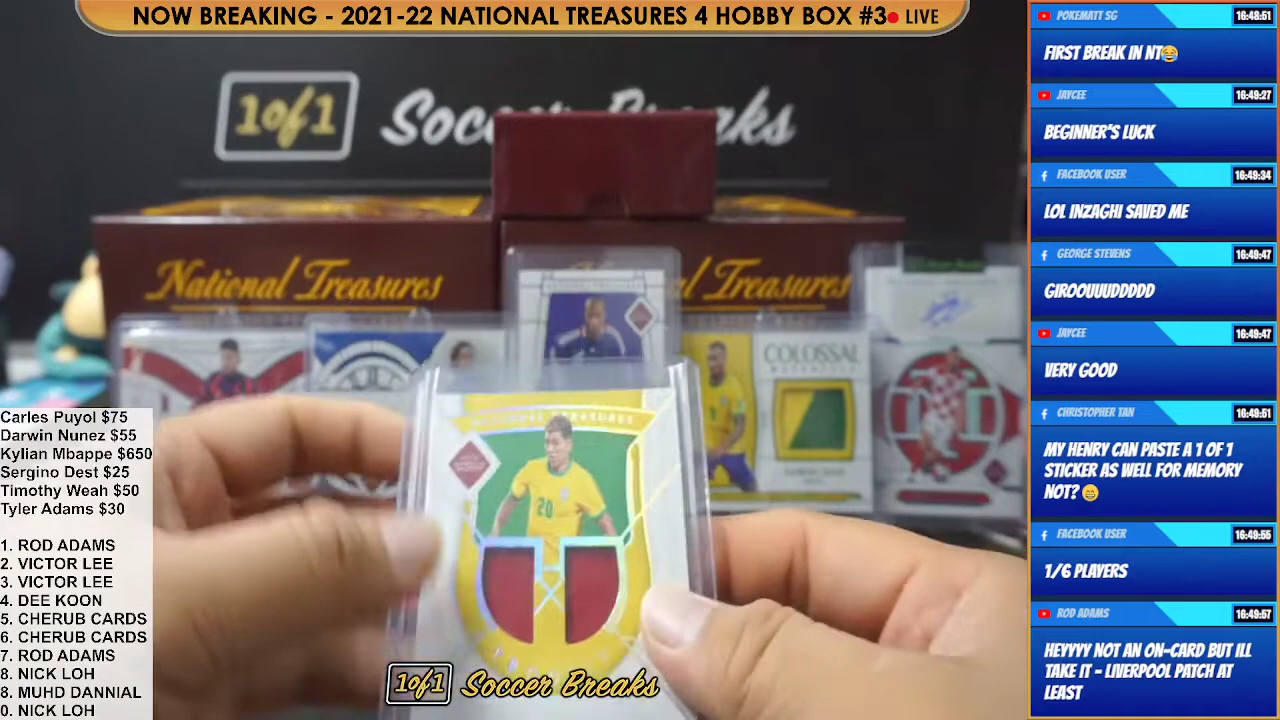 NOW BREAKING - 2021-22 NATIONAL TREASURES 4 HOBBY BOX #3 LIVE
1of1 Soccer Breaks
National Treasures
National Treasures
COLOSSAL
20
Carles Puyol $75
Darwin Nunez $55
Kylian Mbappe $650
Sergino Dest $25
Timothy Weah $50
Tyler Adams $30
1. ROD ADAMS
2. VICTOR LEE
3. VICTOR LEE
4. DEE KOON
5. CHERUB CARDS
6. CHERUB CARDS
7. ROD ADAMS
8. NICK LOH
8. MUHD DANNIAL
0. NICK LOH
1of1 Soccer Breaks
POKEMATT SG 16:48:51
FIRST BREAK IN NT😂
JAYCEE 16:49:27
BEGINNER'S LUCK
FACEBOOK USER 16:49:34
LOL INZAGHI SAVED ME
GEORGE STEVENS 16:49:47
GIROOUUUDDDDD
JAYCEE 16:49:47
VERY GOOD
CHRISTOPHER TAN 16:49:51
MY HENRY CAN PASTE A 1 OF 1
STICKER AS WELL FOR MEMORY
NOT? 😁
FACEBOOK USER 16:49:55
1/6 PLAYERS
ROD ADAMS 16:49:57
HEYYYY NOT AN ON-CARD BUT ILL
TAKE IT - LIVERPOOL PATCH AT
LEAST